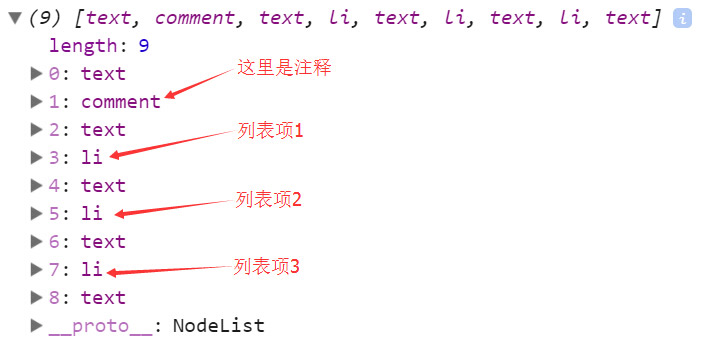 (9) [text, comment, text, li, text, li, text, li, text] i
length: 9
0: text
这里是注释
1: comment
2: text
列表项1
3: li
4: text
列表项2
5: li
6: text
列表项3
7: li
8: text
__proto__: NodeList